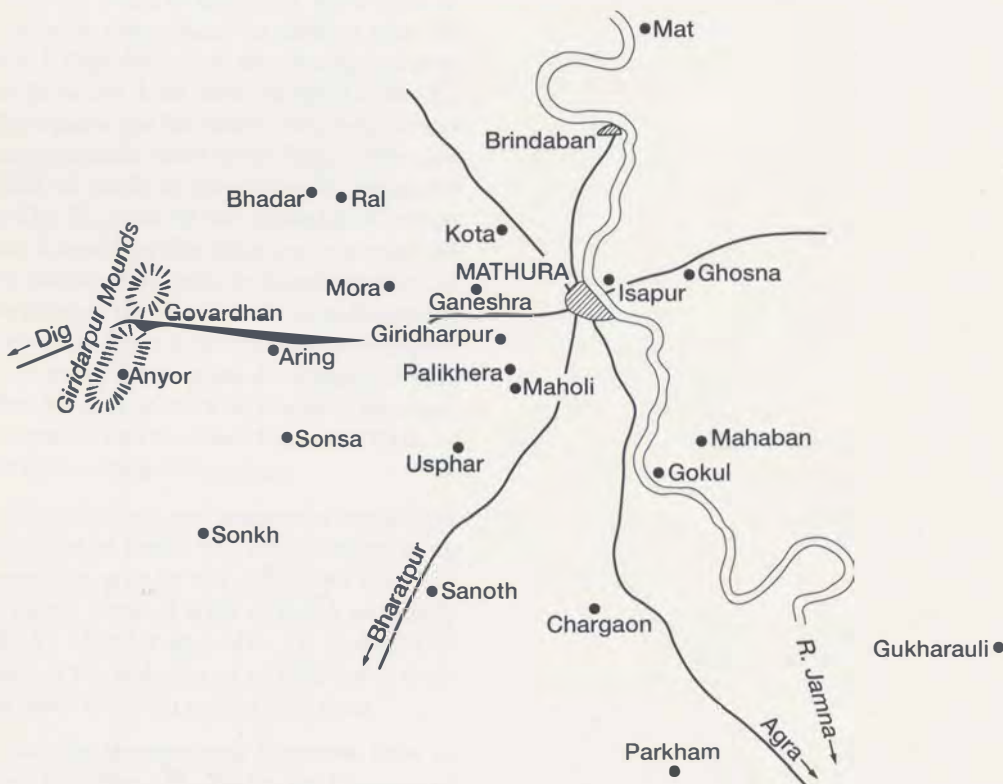 Mat
Brindaban
Bhadar
Ral
Kota
MATHURA
Ghosna
Isapur
Mora
Ganeshra
Giridarpur Mounds
Govardhan
Giridharpur
Dig
Aring
Anyor
Palikhera
Maholi
Sonsa
Usphar
Mahaban
Gokul
Sonkh
Bharatpur
Sanoth
Chargaon
Gukharauli
R. Jamna
Agra
Parkham